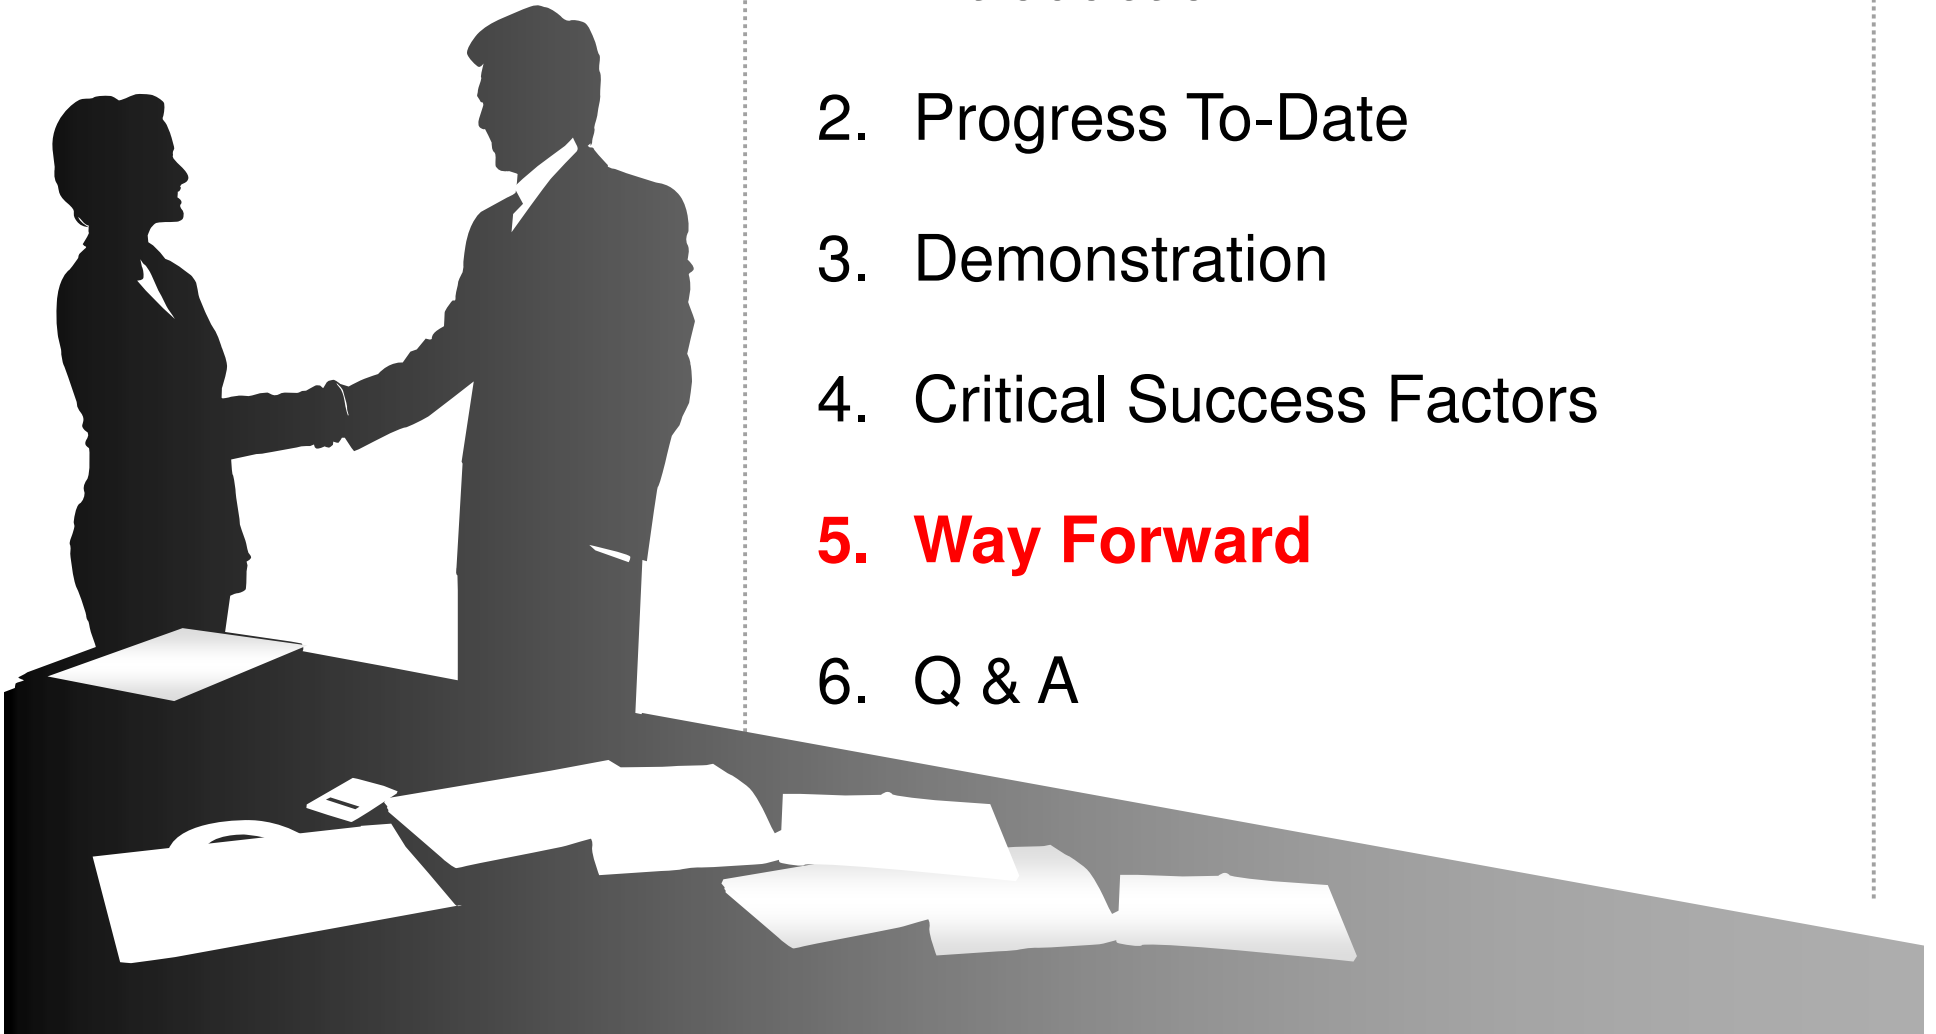 2. Progress To-Date
3. Demonstration
4. Critical Success Factors
5. Way Forward
6. Q & A